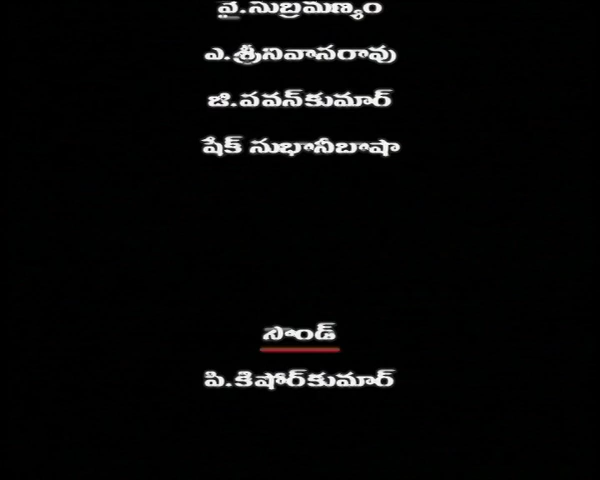 వై.సుబ్రమణ్యం
ఎ.శ్రీనివాసరావు
జి.పవన్‌కుమార్
షేక్ సుభానీబాషా
సౌండ్
పి.కిషోర్‌కుమార్